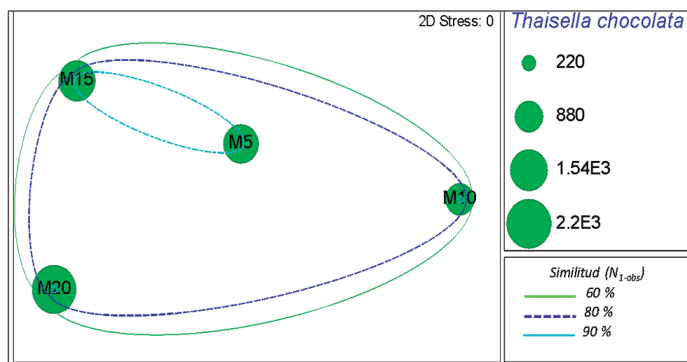 2D Stress: 0
M15
M5
M10
M20
Thaisella chocolata
220
880
1.54E3
2.2E3
Similitud (N1-obs)
60 %
80 %
90 %